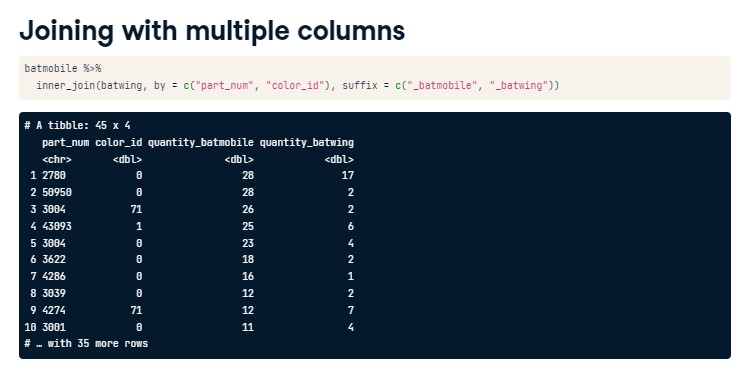 Joining with multiple columns
batmobile %>%
  inner_join(batwing, by = c("part_num", "color_id"), suffix = c("_batmobile", "_batwing"))
# A tibble: 45 x 4
   part_num color_id quantity_batmobile quantity_batwing
   <chr>       <dbl>              <dbl>            <dbl>
 1 2780            0                 28               17
 2 50950           0                 28                2
 3 3004           71                 26                2
 4 43093           1                 25                6
 5 3004            0                 23                4
 6 3622            0                 18                2
 7 4286            0                 16                1
 8 3039            0                 12                2
 9 4274           71                 12                7
10 3001            0                 11                4
# … with 35 more rows